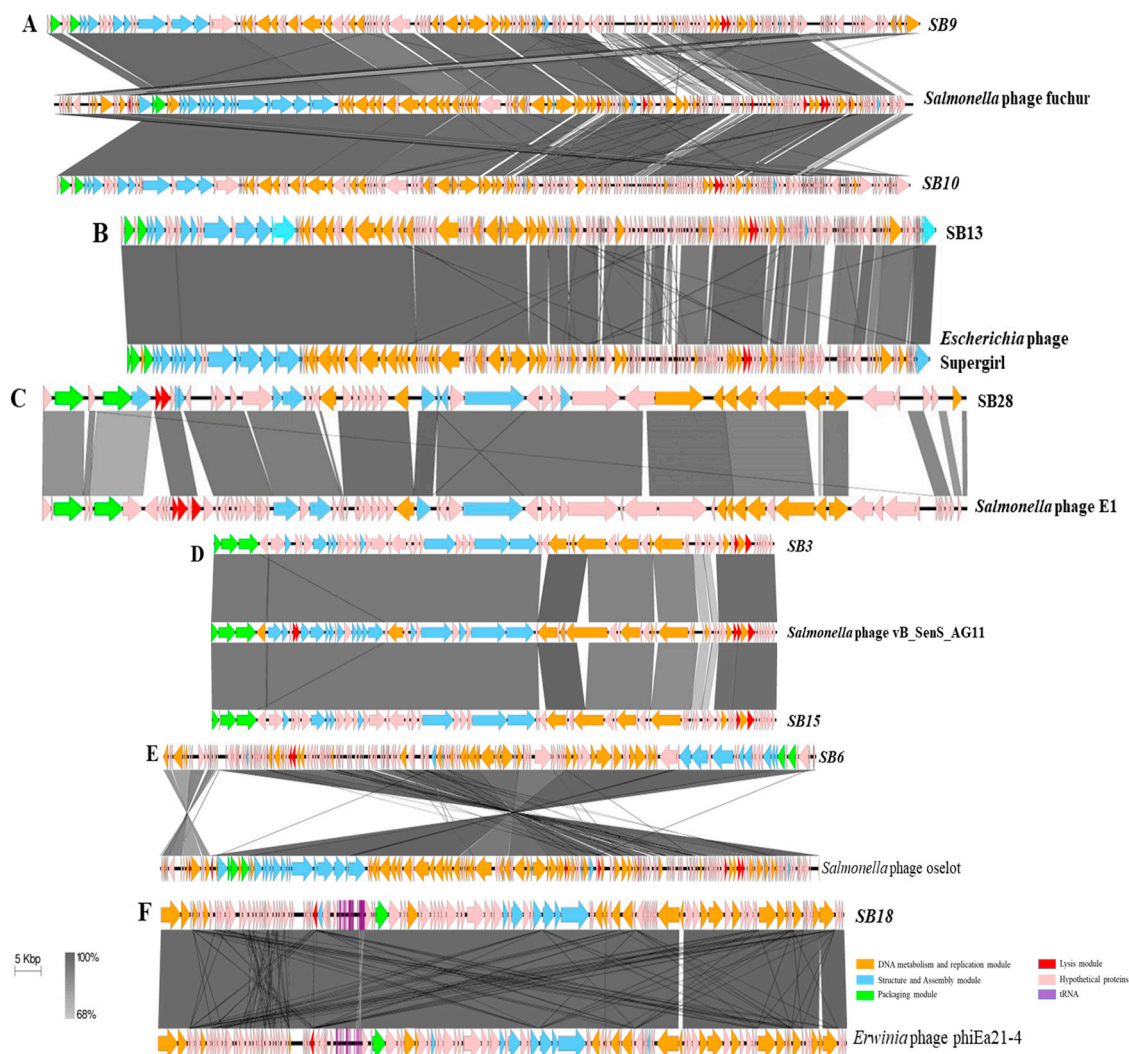 A
SB9
Salmonella phage fuchur
SB10
B
SB13
Escherichia phage
Supergirl
C
SB28
Salmonella phage E1
D
SB3
Salmonella phage vB_SenS_AG11
SB15
E
SB6
Salmonella phage oselot
F
SB18
5 Kbp
100%
68%
DNA metabolism and replication module
Structure and Assembly module
Packaging module
Lysis module
Hypothetical proteins
tRNA
Erwinia phage phiEa21-4